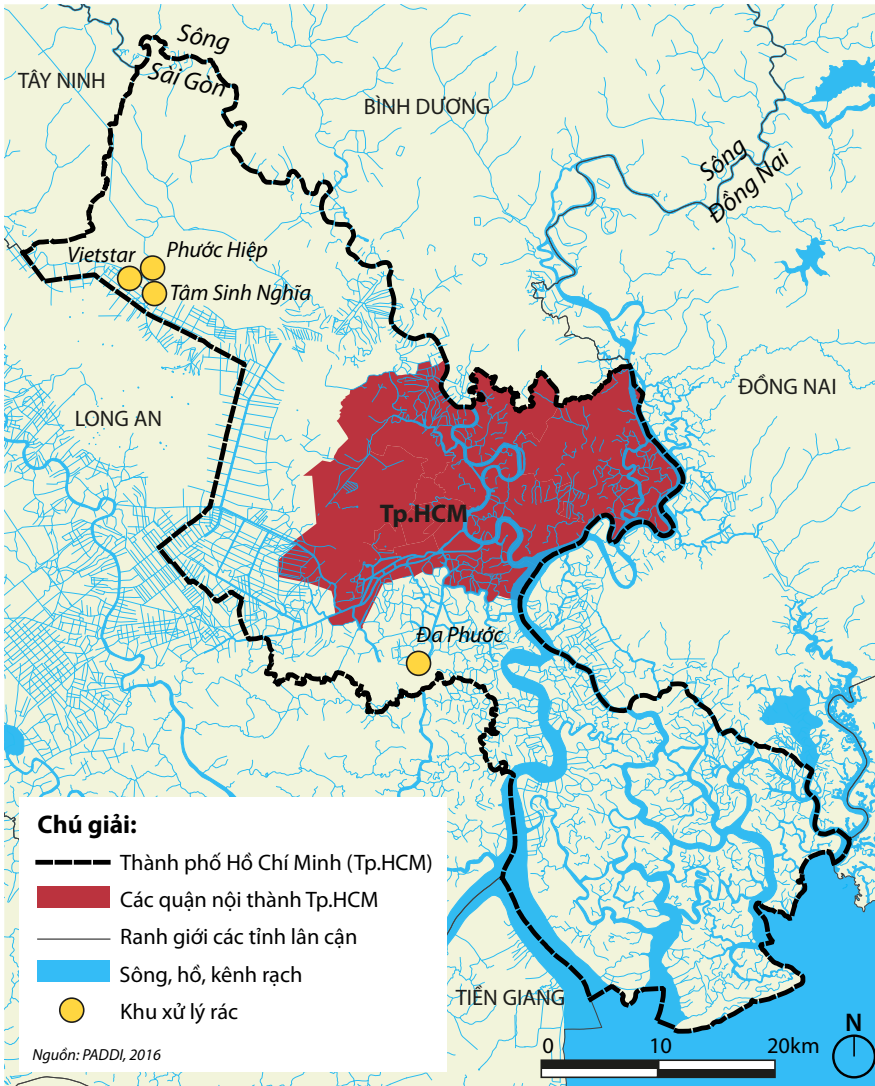 Sông
Sài Gòn
TÂY NINH
BÌNH DƯƠNG
Sông
Đồng Nai
Vietstar
Phước Hiệp
Tâm Sinh Nghĩa
ĐỒNG NAI
LONG AN
Tp.HCM
Đa Phước
Chú giải:
Thành phố Hồ Chí Minh (Tp.HCM)
Các quận nội thành Tp.HCM
Ranh giới các tỉnh lân cận
Sông, hồ, kênh rạch
Khu xử lý rác
Nguồn: PADDI, 2016
TIỀN GIANG
N
0 10 20km